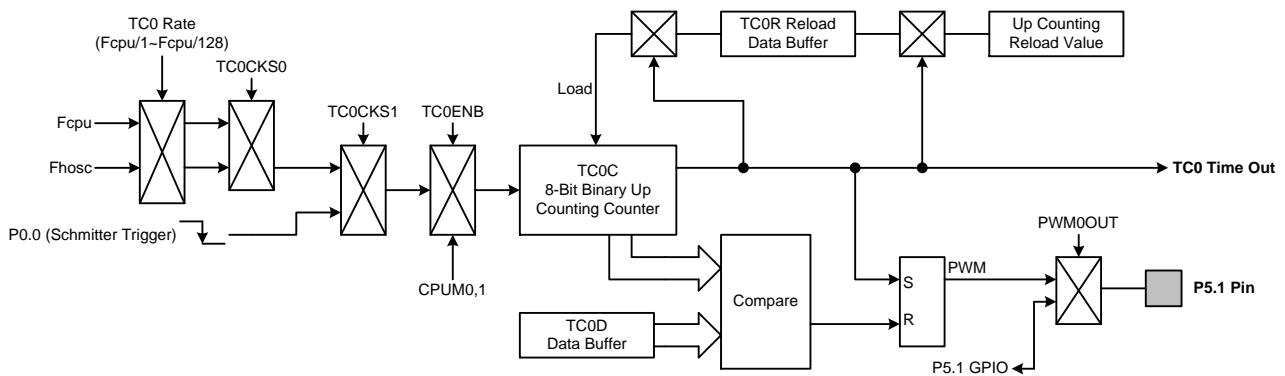 TC0 Rate
(Fcpu/1~Fcpu/128)
TC0CKS0
Fcpu
Fhosc
P0.0 (Schmitter Trigger)
TC0CKS1
TC0ENB
CPUM0,1
Load
TC0R Reload
Data Buffer
Up Counting
Reload Value
TC0C
8-Bit Binary Up
Counting Counter
TC0 Time Out
TC0D
Data Buffer
Compare
S
R
PWM
PWM0OUT
P5.1 Pin
P5.1 GPIO